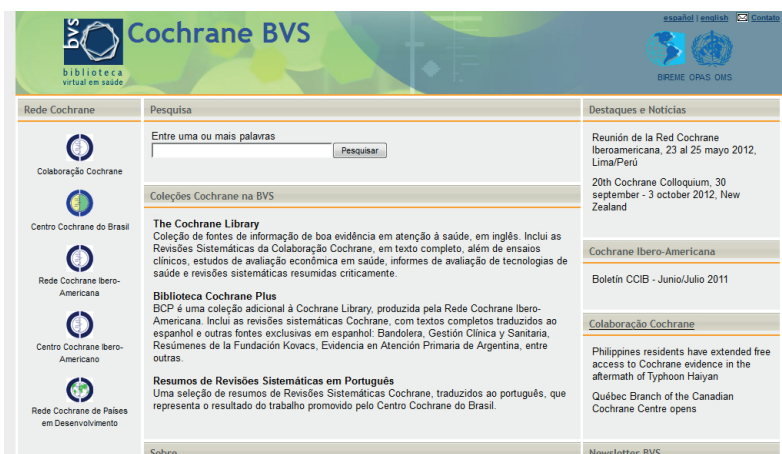 bvs
biblioteca
virtual em saúde
Cochrane BVS
español | english Contato
BIREME OPAS OMS
Rede Cochrane
Colaboração Cochrane
Centro Cochrane do Brasil
Rede Cochrane Ibero-
Americana
Centro Cochrane Ibero-
Americano
Rede Cochrane de Países
em Desenvolvimento
Pesquisa
Entre uma ou mais palavras
Pesquisar
Coleções Cochrane na BVS
The Cochrane Library
Coleção de fontes de informação de boa evidência em atenção à saúde, em inglês. Inclui as
Revisões Sistemáticas da Colaboração Cochrane, em texto completo, além de ensaios
clínicos, estudos de avaliação econômica em saúde, informes de avaliação de tecnologias de
saúde e revisões sistemáticas resumidas criticamente.
Biblioteca Cochrane Plus
BCP é uma coleção adicional à Cochrane Library, produzida pela Rede Cochrane Ibero-
Americana. Inclui as revisões sistemáticas Cochrane, com textos completos traduzidos ao
espanhol e outras fontes exclusivas em espanhol: Bandolera, Gestión Clínica y Sanitaria,
Resúmenes de la Fundación Kovacs, Evidencia en Atención Primaria de Argentina, entre
outras.
Resumos de Revisões Sistemáticas em Português
Uma seleção de resumos de Revisões Sistemáticas Cochrane, traduzidos ao português, que
representa o resultado do trabalho promovido pelo Centro Cochrane do Brasil.
Sobre
Destaques e Notícias
Reunión de la Red Cochrane
Iberoamericana, 23 al 25 mayo 2012,
Lima/Perú
20th Cochrane Colloquium, 30
september - 3 october 2012, New
Zealand
Cochrane Ibero-Americana
Boletín CCIB - Junio/Julio 2011
Colaboração Cochrane
Philippines residents have extended free
access to Cochrane evidence in the
aftermath of Typhoon Haiyan
Québec Branch of the Canadian
Cochrane Centre opens
Newsletter BVS